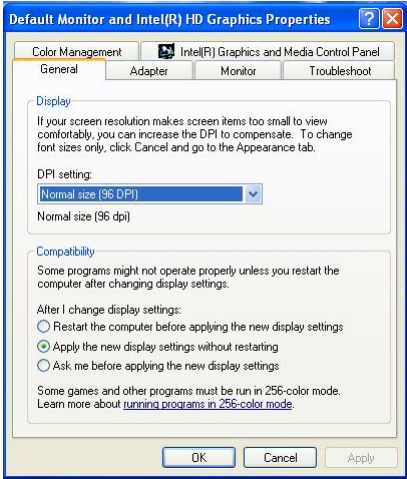 Default Monitor and Intel(R) HD Graphics Properties
Color Management
Intel(R) Graphics and Media Control Panel
General
Adapter
Monitor
Troubleshoot
Display
If your screen resolution makes screen items too small to view
comfortably, you can increase the DPI to compensate. To change
font sizes only, click Cancel and go to the Appearance tab.
DPI setting:
Normal size (96 DPI)
Normal size (96 dpi)
Compatibility
Some programs might not operate properly unless you restart the
computer after changing display settings.
After I change display settings:
Restart the computer before applying the new display settings
Apply the new display settings without restarting
Ask me before applying the new display settings
Some games and other programs must be run in 256-color mode.
Learn more about running programs in 256-color mode.
OK
Cancel
Apply